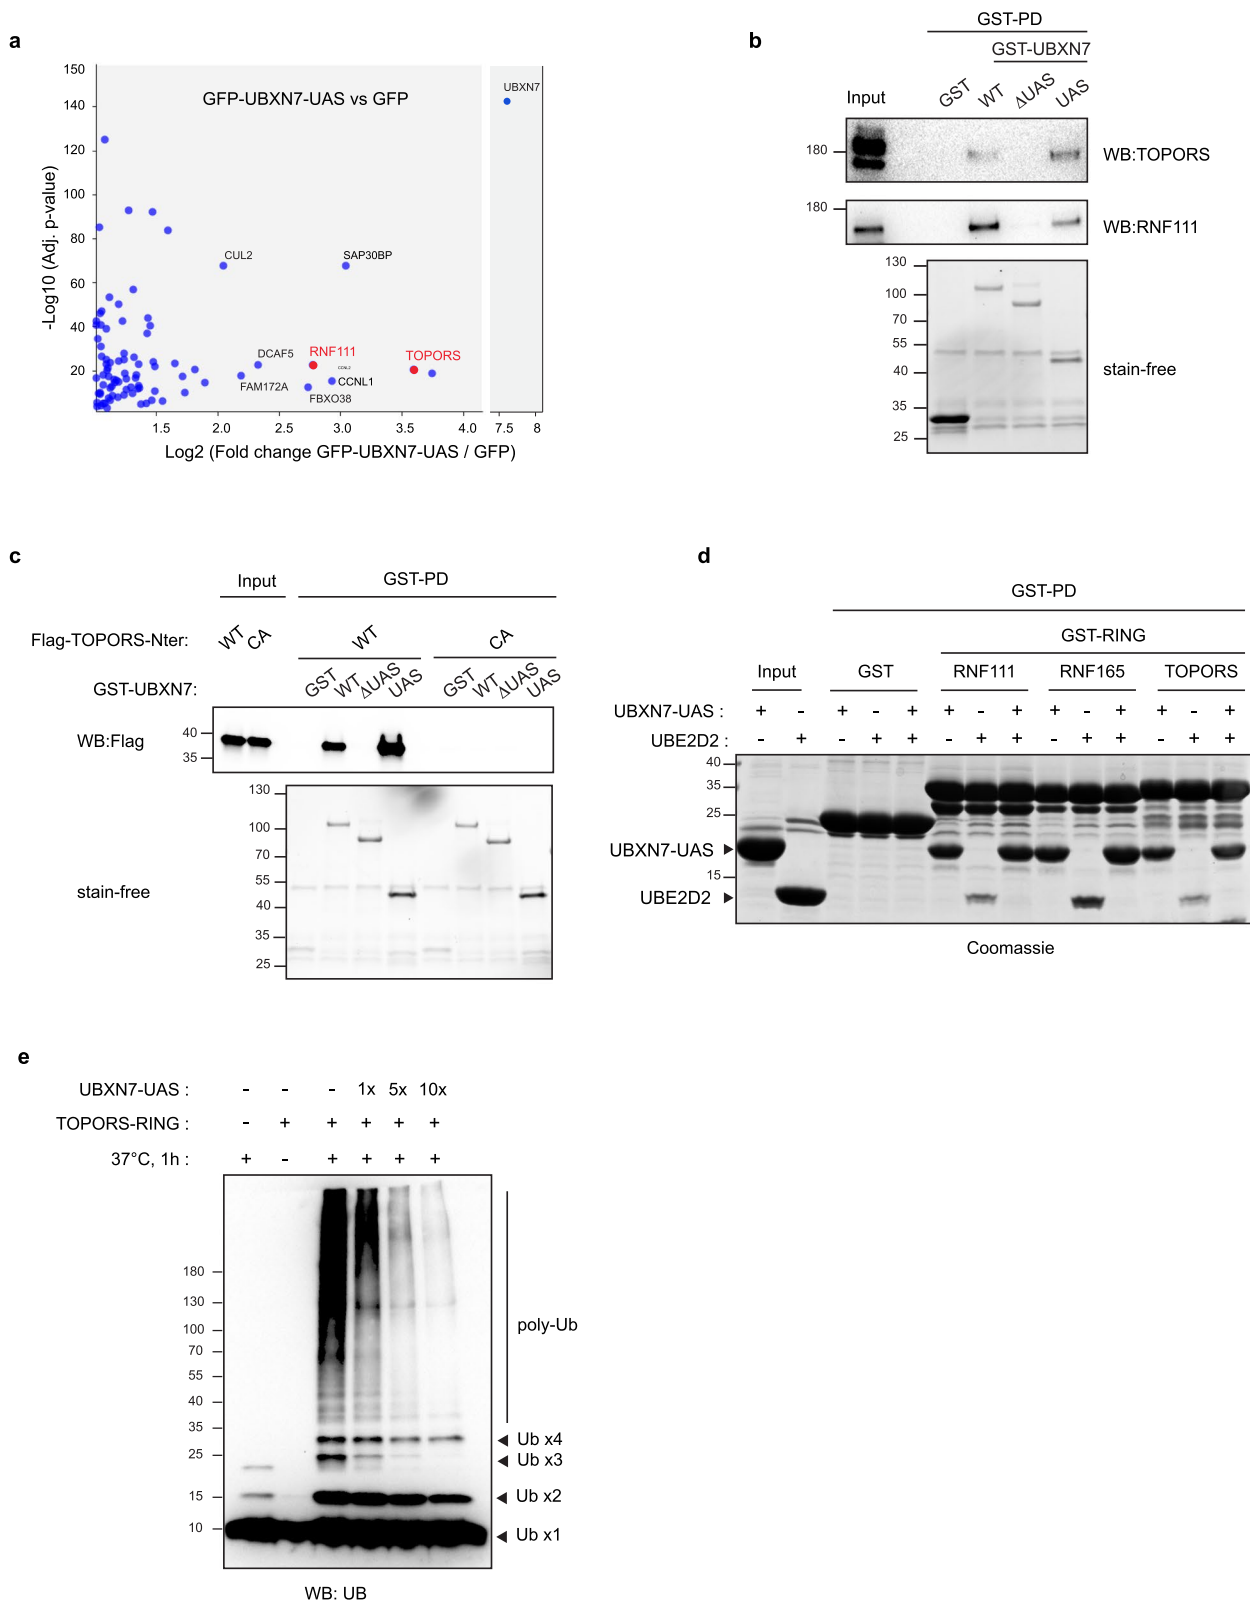 a
GFP-UBXN7-UAS vs GFP
-Log10 (Adj. p-value)
150
140
120
100
80
60
40
20
1.5
2.0
2.5
3.0
3.5
4.0
7.5
8
Log2 (Fold change GFP-UBXN7-UAS / GFP)
UBXN7
CUL2
SAP30BP
DCAF5
RNF111
TOPORS
CCNL2
FAM172A
CCNL1
FBXO38
b
GST-PD
GST-UBXN7
Input
GST
WT
ΔUAS
UAS
180
WB:TOPORS
180
WB:RNF111
130
100
70
55
40
35
25
stain-free
c
Input
GST-PD
Flag-TOPORS-Nter:
WT
CA
WT
CA
GST-UBXN7:
GST
WT
ΔUAS
UAS
GST
WT
ΔUAS
UAS
WB:Flag
40
35
130
100
70
55
40
35
25
stain-free
d
GST-PD
GST-RING
Input
GST
RNF111
RNF165
TOPORS
UBXN7-UAS : + - + - + + - + + - + + - +
UBE2D2 : - + - + + - + + - + + - + +
40
35
25
UBXN7-UAS
15
UBE2D2
Coomassie
e
UBXN7-UAS : - - - 1x 5x 10x
TOPORS-RING : - + + + + +
37°C, 1h : + - + + + +
180
130
100
70
55
40
35
25
15
10
poly-Ub
Ub x4
Ub x3
Ub x2
Ub x1
WB: UB